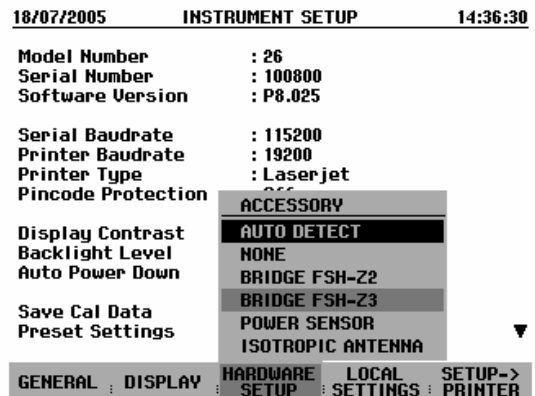 18/07/2005 INSTRUMENT SETUP 14:36:30
Model Number : 26
Serial Number : 100800
Software Version : P8.025
Serial Baudrate : 115200
Printer Baudrate : 19200
Printer Type : Laserjet
Pincode Protection
Display Contrast
Backlight Level
Auto Power Down
Save Cal Data
Preset Settings
ACCESSORY
AUTO DETECT
NONE
BRIDGE FSH-Z2
BRIDGE FSH-Z3
POWER SENSOR
ISOTROPIC ANTENNA
GENERAL DISPLAY HARDWARE SETUP LOCAL SETTINGS SETUP-> PRINTER